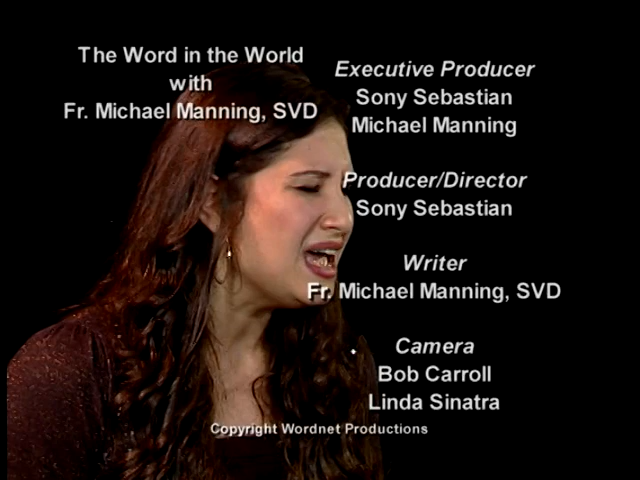 The Word in the World
with
Fr. Michael Manning, SVD
Executive Producer
Sony Sebastian
Michael Manning
Producer/Director
Sony Sebastian
Writer
Fr. Michael Manning, SVD
Camera
Bob Carroll
Linda Sinatra
Copyright Wordnet Productions